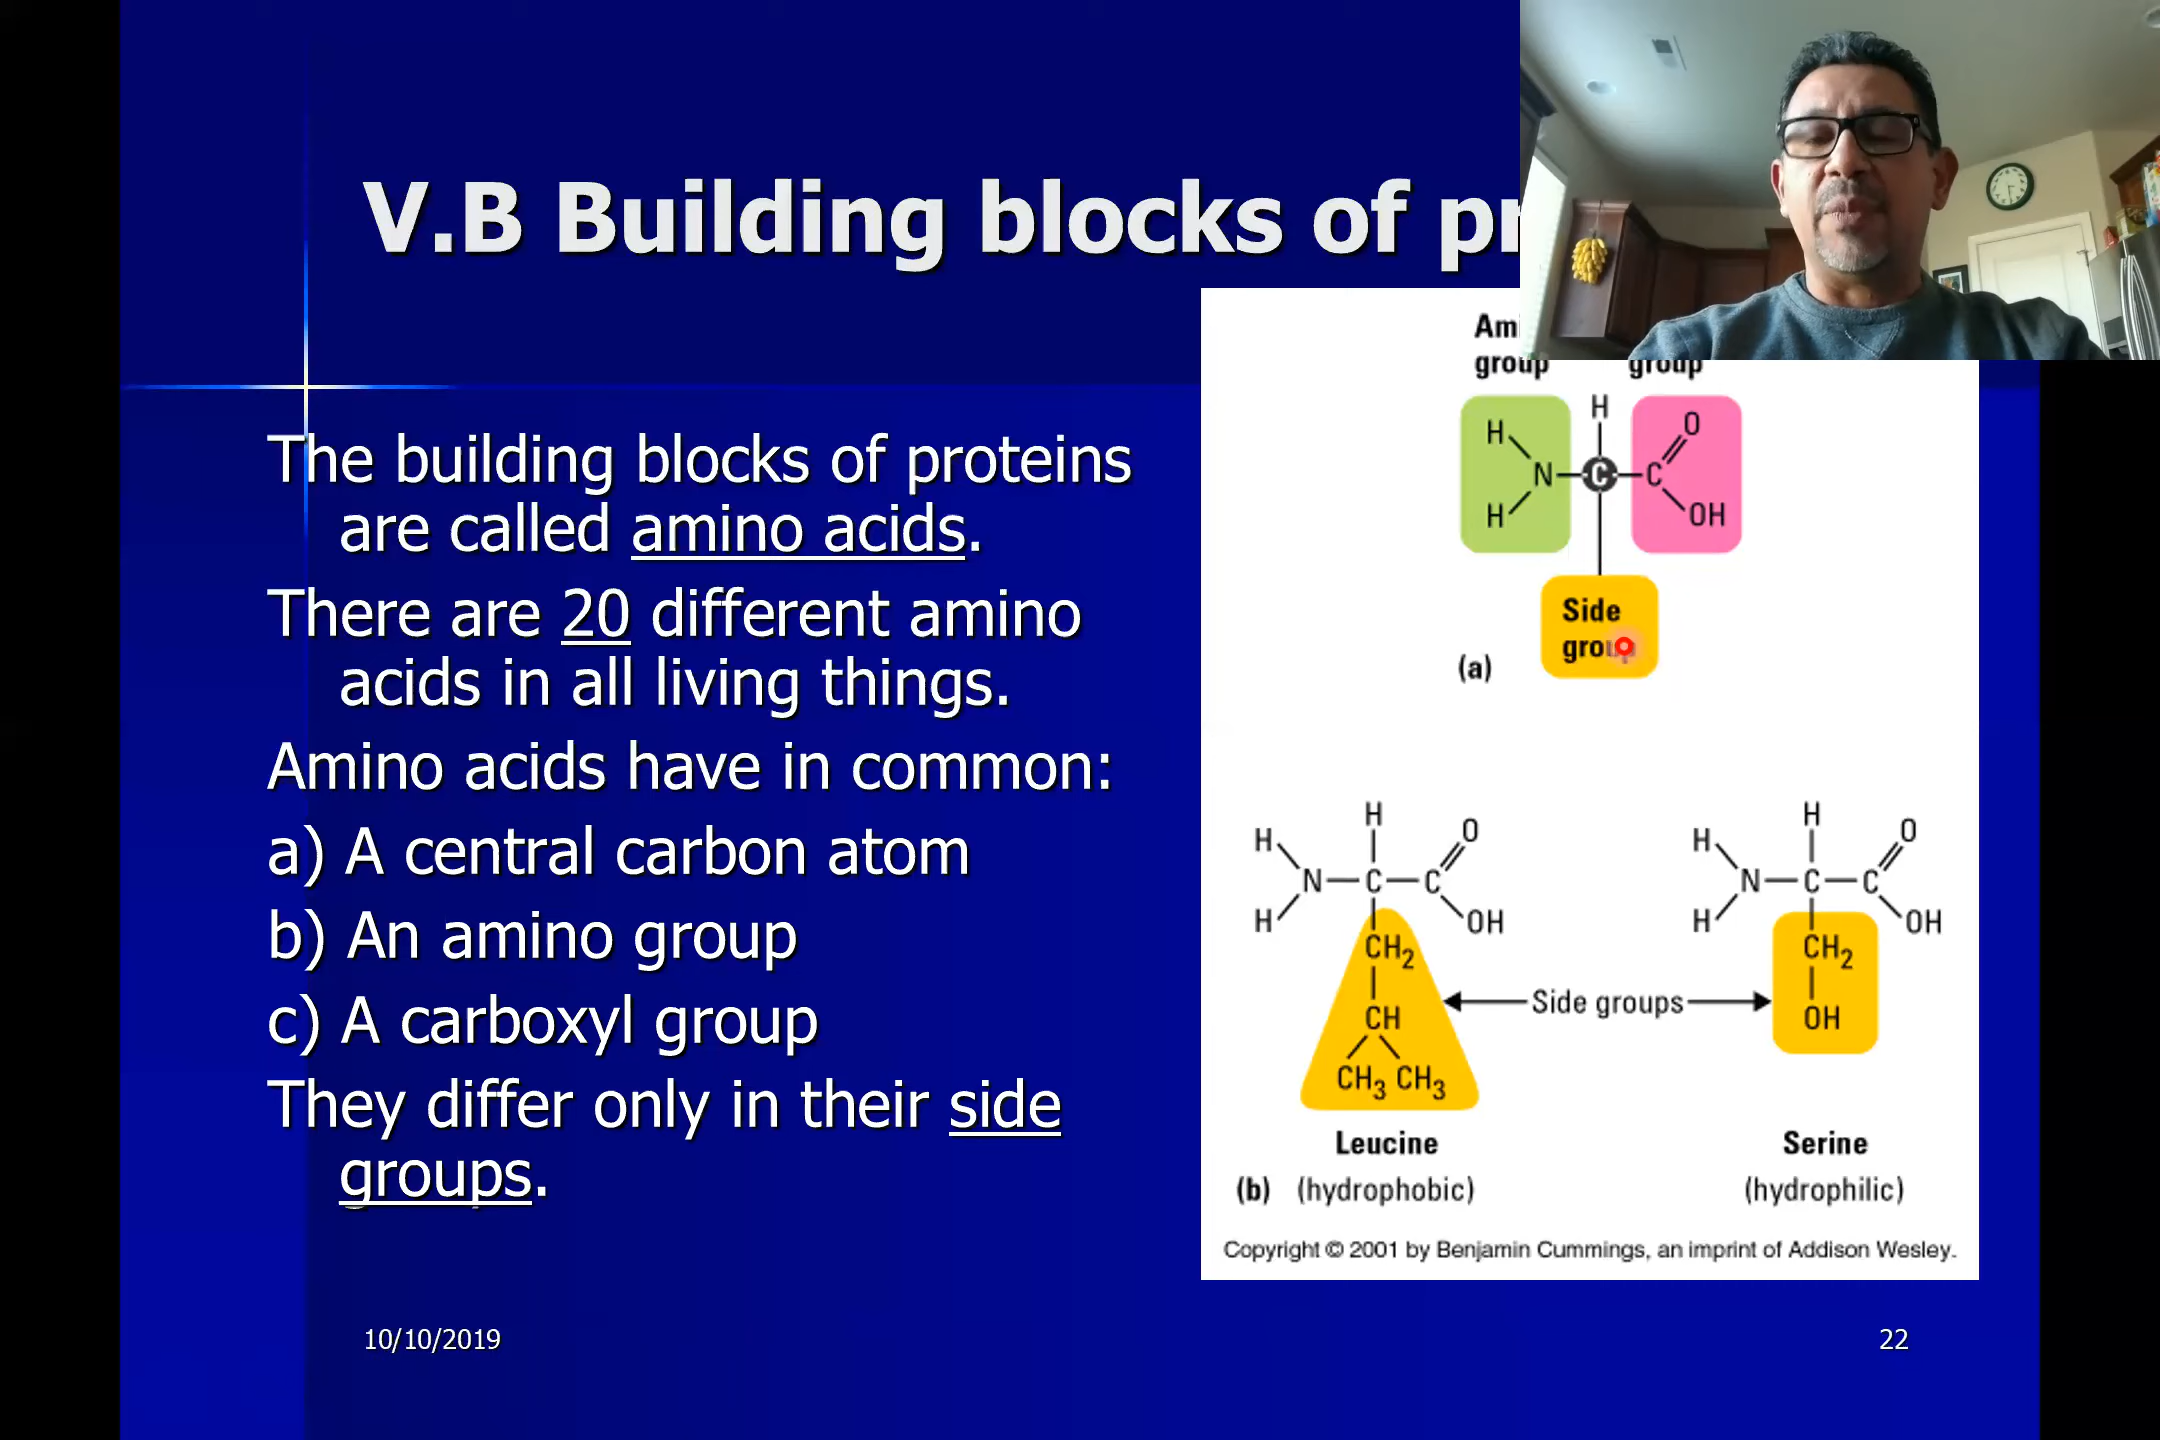 V.B Building blocks of
The building blocks of proteins
are called amino acids.
There are 20 different amino
acids in all living things.
Amino acids have in common:
a) A central carbon atom
b) An amino group
c) A carboxyl group
They differ only in their side
groups.
group group
H
H
O
N C C
H
OH
Side
group
(a)
H
H
O
N C C
H
OH
CH2
CH
CH3 CH3
H
H
O
N C C
H
OH
CH2
OH
Side groups
Leucine
Serine
(b) (hydrophobic)
(hydrophilic)
Copyright © 2001 by Benjamin Cummings, an imprint of Addison Wesley.
10/10/2019
22